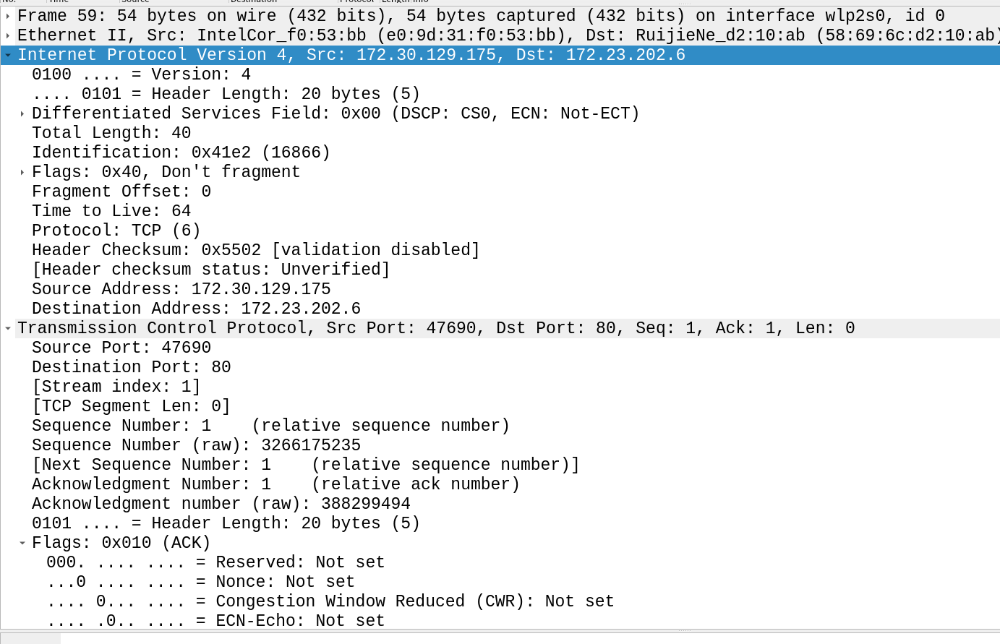 No. Time Source Destination Protocol Length Info
Frame 59: 54 bytes on wire (432 bits), 54 bytes captured (432 bits) on interface wlp2s0, id 0
Ethernet II, Src: IntelCor_f0:53:bb (e0:9d:31:f0:53:bb), Dst: RuijieNe_d2:10:ab (58:69:6c:d2:10:ab)
Internet Protocol Version 4, Src: 172.30.129.175, Dst: 172.23.202.6
0100 .... = Version: 4
.... 0101 = Header Length: 20 bytes (5)
Differentiated Services Field: 0x00 (DSCP: CS0, ECN: Not-ECT)
Total Length: 40
Identification: 0x41e2 (16866)
Flags: 0x40, Don't fragment
Fragment Offset: 0
Time to Live: 64
Protocol: TCP (6)
Header Checksum: 0x5502 [validation disabled]
[Header checksum status: Unverified]
Source Address: 172.30.129.175
Destination Address: 172.23.202.6
Transmission Control Protocol, Src Port: 47690, Dst Port: 80, Seq: 1, Ack: 1, Len: 0
Source Port: 47690
Destination Port: 80
[Stream index: 1]
[TCP Segment Len: 0]
Sequence Number: 1    (relative sequence number)
Sequence Number (raw): 3266175235
[Next Sequence Number: 1    (relative sequence number)]
Acknowledgment Number: 1    (relative ack number)
Acknowledgment number (raw): 388299494
0101 .... = Header Length: 20 bytes (5)
Flags: 0x010 (ACK)
000. .... .... = Reserved: Not set
...0 .... .... = Nonce: Not set
.... 0... .... = Congestion Window Reduced (CWR): Not set
.... .0.. .... = ECN-Echo: Not set